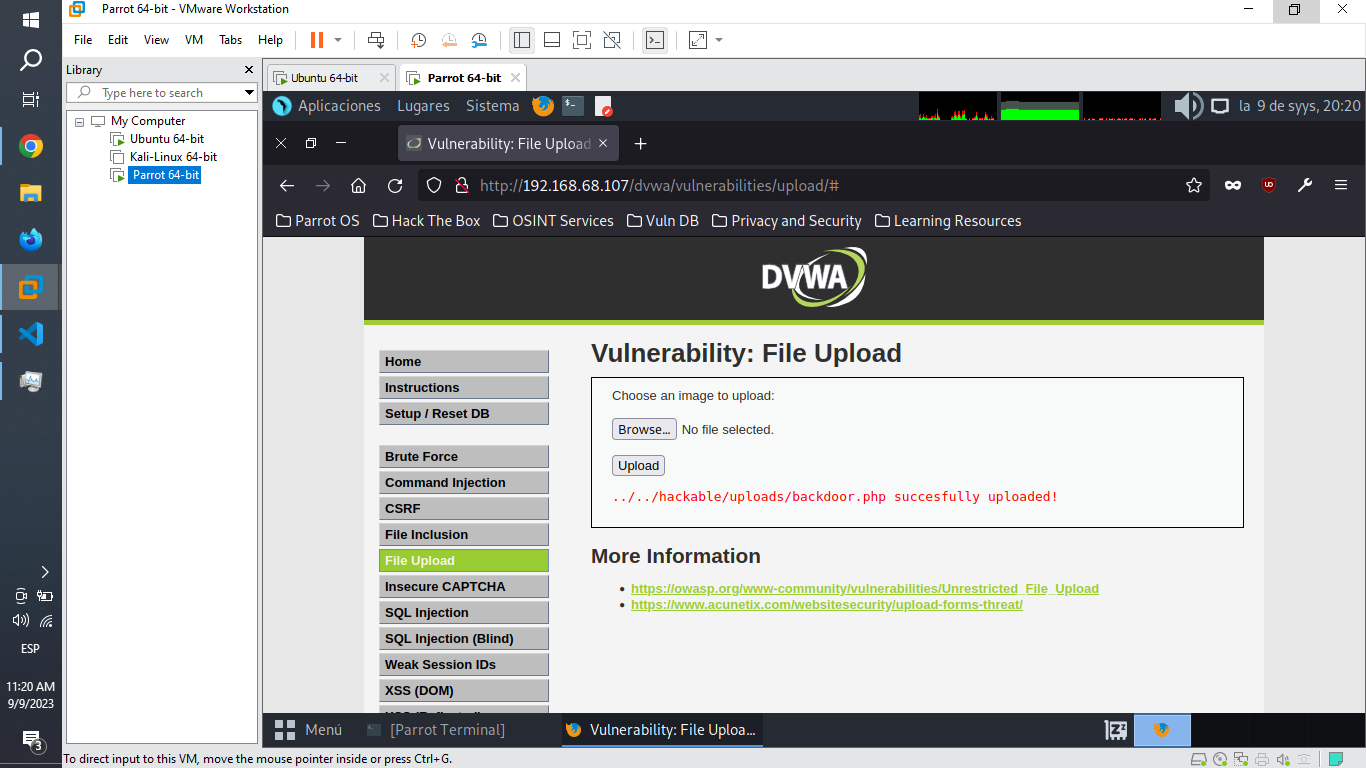 Parrot 64-bit - VMware Workstation
File Edit View VM Tabs Help
Library
Type here to search
My Computer
Ubuntu 64-bit
Kali-Linux 64-bit
Parrot 64-bit
Ubuntu 64-bit
Parrot 64-bit
Aplicaciones Lugares Sistema
la 9 de syys, 20:20
Vulnerability: File Upload
http://192.168.68.107/dvwa/vulnerabilities/upload/#
Parrot OS Hack The Box OSINT Services Vuln DB Privacy and Security Learning Resources
DVWA
Home
Instructions
Setup / Reset DB
Brute Force
Command Injection
CSRF
File Inclusion
File Upload
Insecure CAPTCHA
SQL Injection
SQL Injection (Blind)
Weak Session IDs
XSS (DOM)
Vulnerability: File Upload
Choose an image to upload:
Browse... No file selected.
Upload
../../hackable/uploads/backdoor.php succesfully uploaded!
More Information
https://owasp.org/www-community/vulnerabilities/Unrestricted_File_Upload
https://www.acunetix.com/websitesecurity/upload-forms-threat/
Menú [Parrot Terminal] Vulnerability: File Uploa...
ESP
11:20 AM
9/9/2023
3
To direct input to this VM, move the mouse pointer inside or press Ctrl+G.